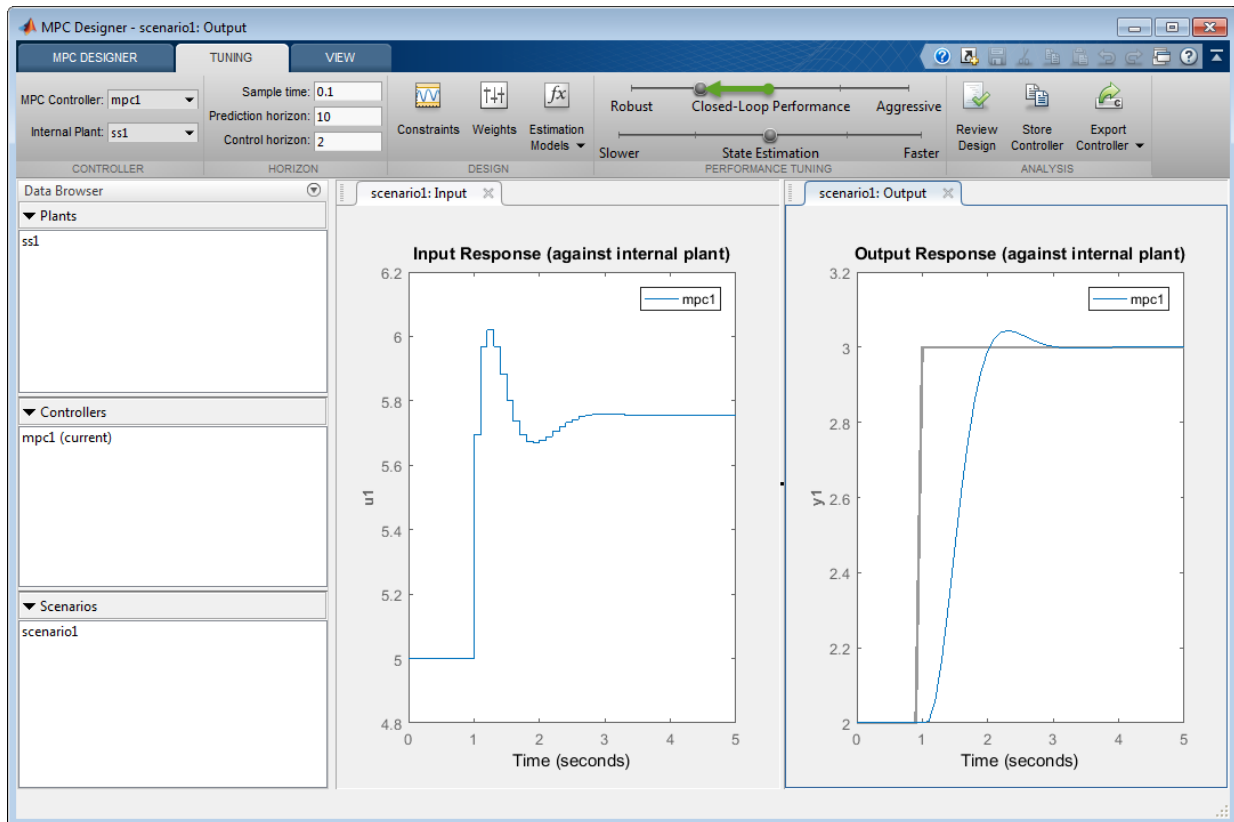 MPC Designer - scenario1: Output
MPC DESIGNER TUNING VIEW
MPC Controller: mpc1
Internal Plant: ss1
CONTROLLER
Sample time: 0.1
Prediction horizon: 10
Control horizon: 2
HORIZON
Constraints
Weights
fx
Estimation
Models
DESIGN
Robust Closed-Loop Performance Aggressive
Slower State Estimation Faster
PERFORMANCE TUNING
Review
Design
Store
Controller
Export
Controller
ANALYSIS
Data Browser
Plants
ss1
Controllers
mpc1 (current)
Scenarios
scenario1
scenario1: Input
Input Response (against internal plant)
mpc1
6.2
6
5.8
5.6
5.4
5.2
5
4.8
u1
0 1 2 3 4 5
Time (seconds)
scenario1: Output
Output Response (against internal plant)
mpc1
3.2
3
2.8
2.6
2.4
2.2
2
y1
0 1 2 3 4 5
Time (seconds)